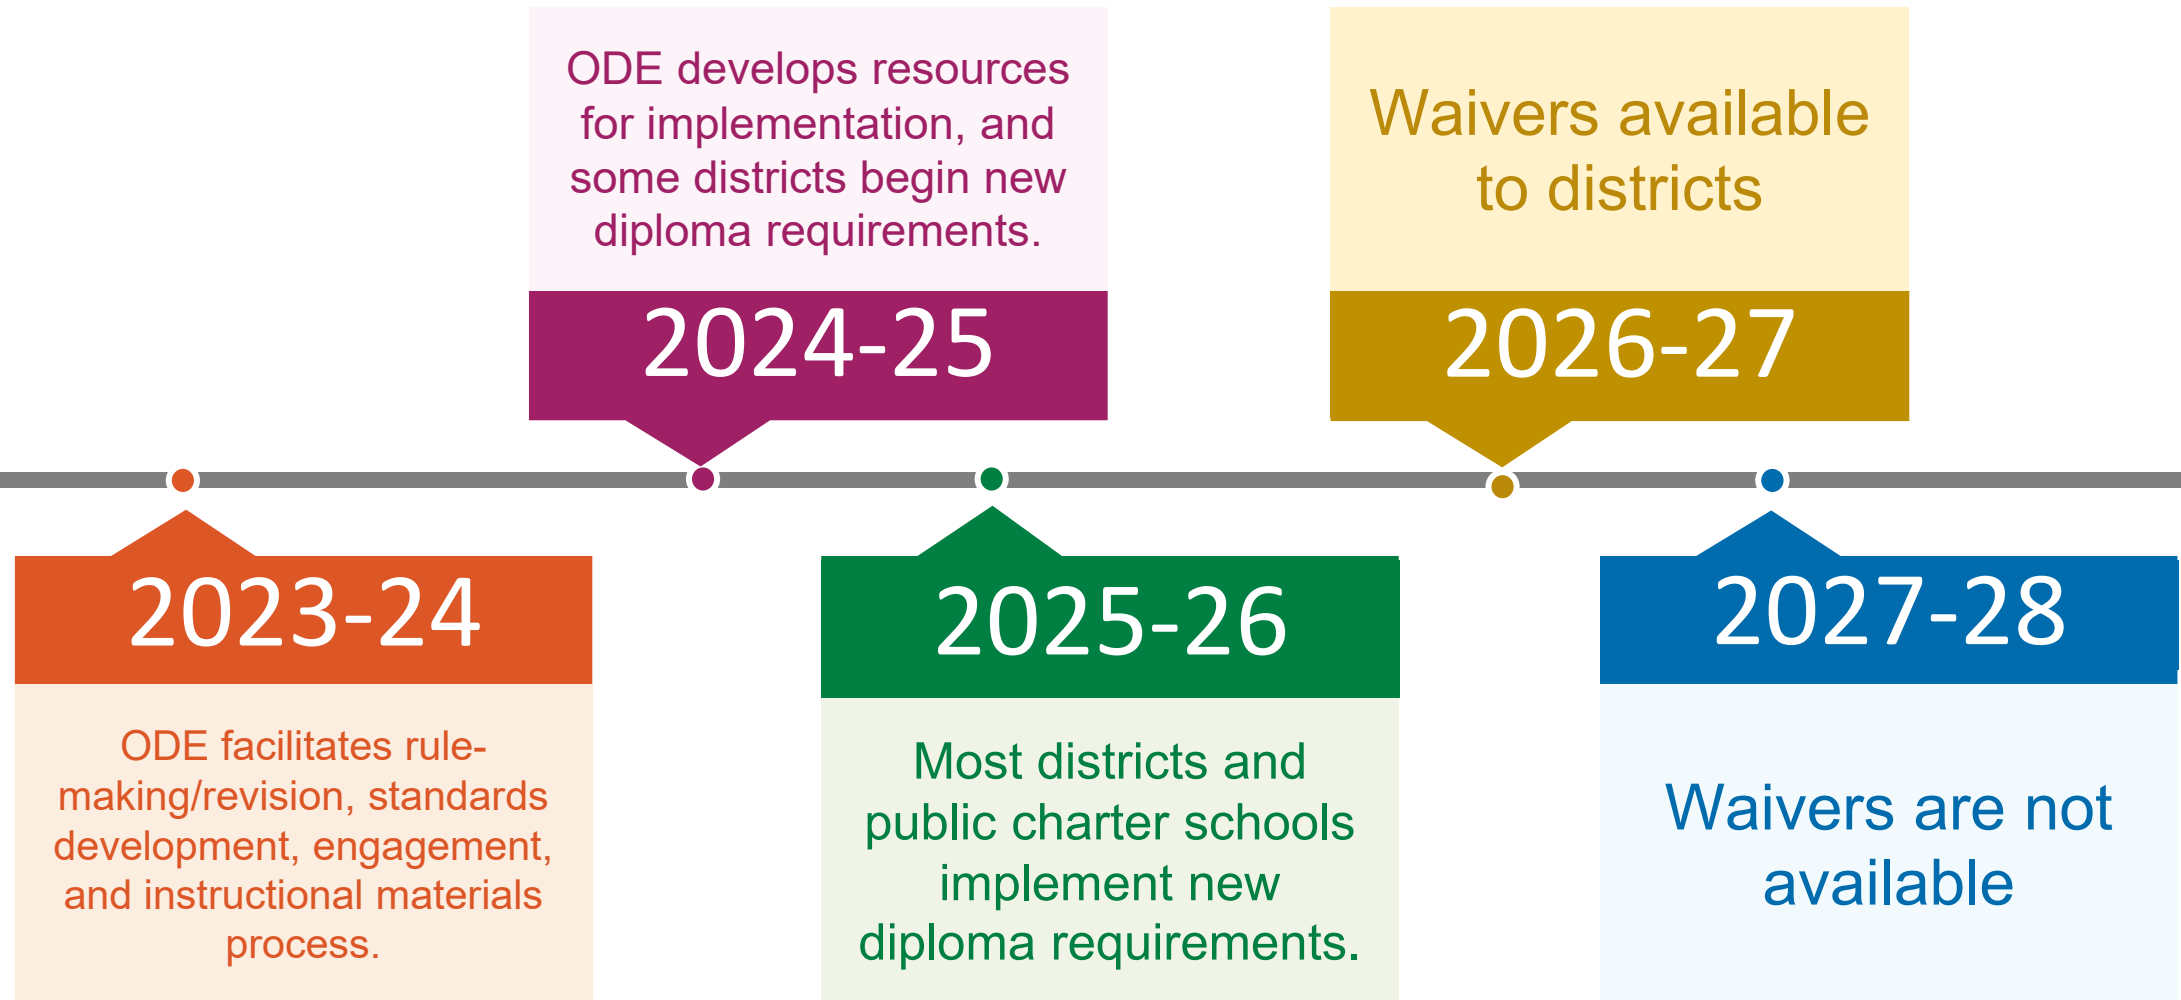 ODE develops resources
for implementation, and
some districts begin new
diploma requirements.
2024-25
Waivers available
to districts
2026-27
2023-24
ODE facilitates rule-
making/revision, standards
development, engagement,
and instructional materials
process.
2025-26
Most districts and
public charter schools
implement new
diploma requirements.
2027-28
Waivers are not
available